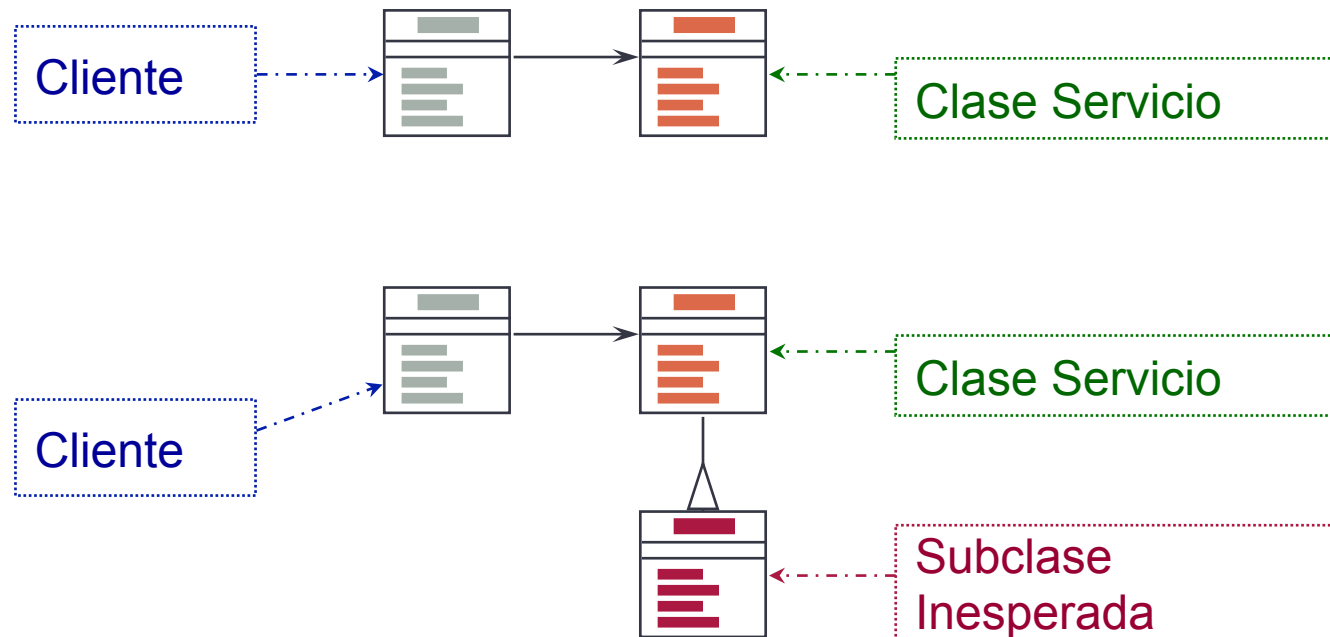 Cliente
Clase Servicio
Clase Servicio
Cliente
Subclase
Inesperada